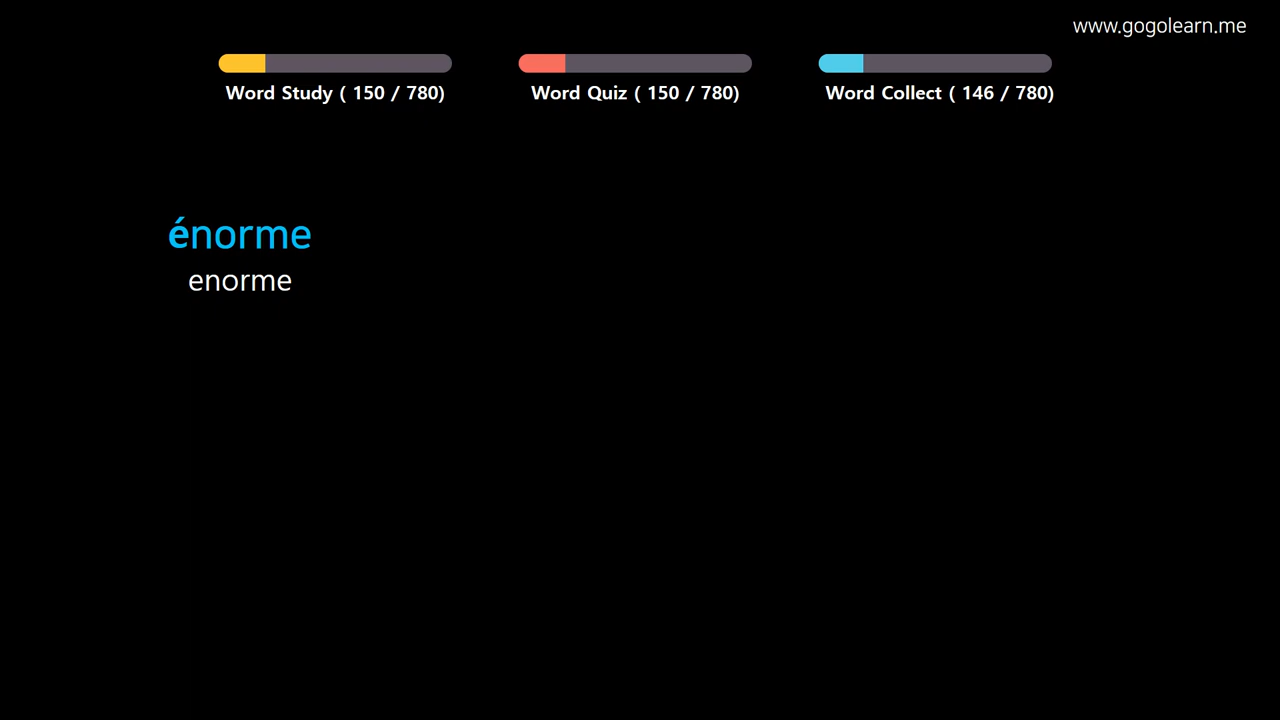 www.gogolearn.me
Word Study ( 150 / 780)
Word Quiz ( 150 / 780)
Word Collect ( 146 / 780)
énorme
enorme